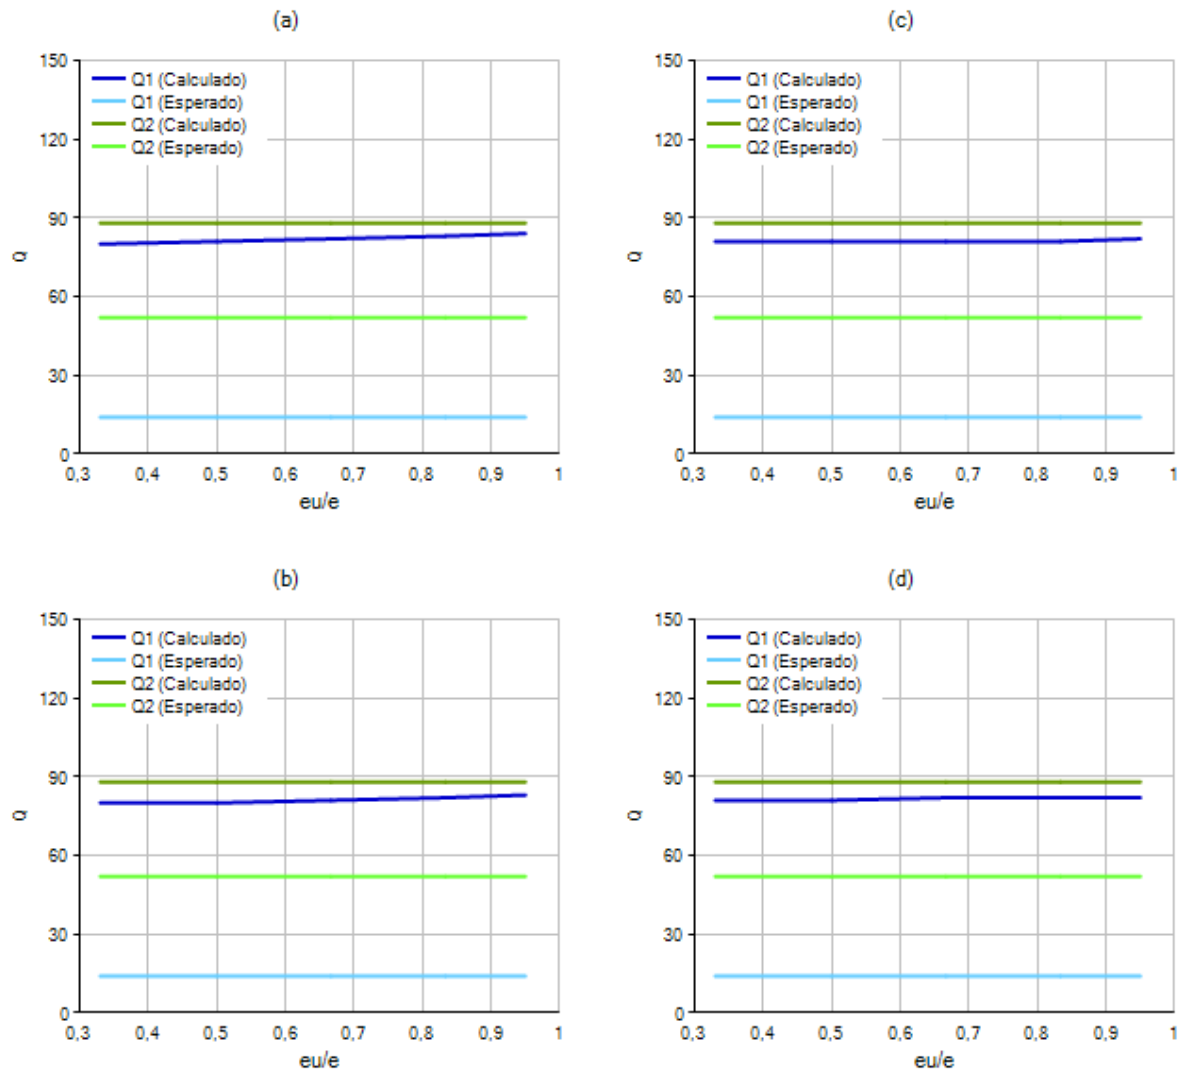 (a)
150
120
90
60
30
0
Q
Q1 (Calculado)
Q1 (Esperado)
Q2 (Calculado)
Q2 (Esperado)
0,3 0,4 0,5 0,6 0,7 0,8 0,9 1
eu/e
(c)
150
120
90
60
30
0
Q
Q1 (Calculado)
Q1 (Esperado)
Q2 (Calculado)
Q2 (Esperado)
0,3 0,4 0,5 0,6 0,7 0,8 0,9 1
eu/e
(b)
150
120
90
60
30
0
Q
Q1 (Calculado)
Q1 (Esperado)
Q2 (Calculado)
Q2 (Esperado)
0,3 0,4 0,5 0,6 0,7 0,8 0,9 1
eu/e
(d)
150
120
90
60
30
0
Q
Q1 (Calculado)
Q1 (Esperado)
Q2 (Calculado)
Q2 (Esperado)
0,3 0,4 0,5 0,6 0,7 0,8 0,9 1
eu/e